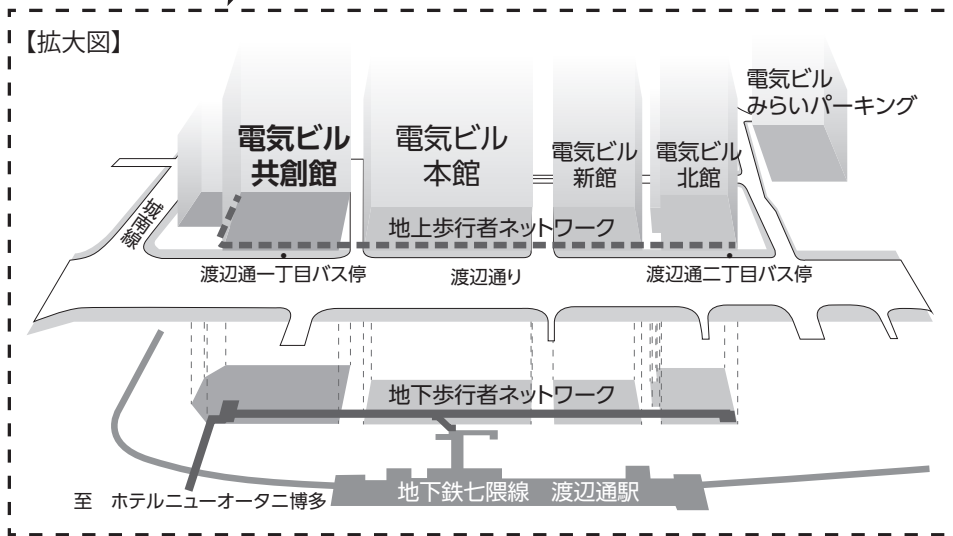 【拡大図】
電気ビル
みらいパーキング
電気ビル
共創館
電気ビル
本館
電気ビル
新館
電気ビル
北館
城南線
地上歩行者ネットワーク
渡辺通一丁目バス停
渡辺通り
渡辺通二丁目バス停
地下歩行者ネットワーク
至 ホテルニューオータニ博多
地下鉄七隈線 渡辺通駅